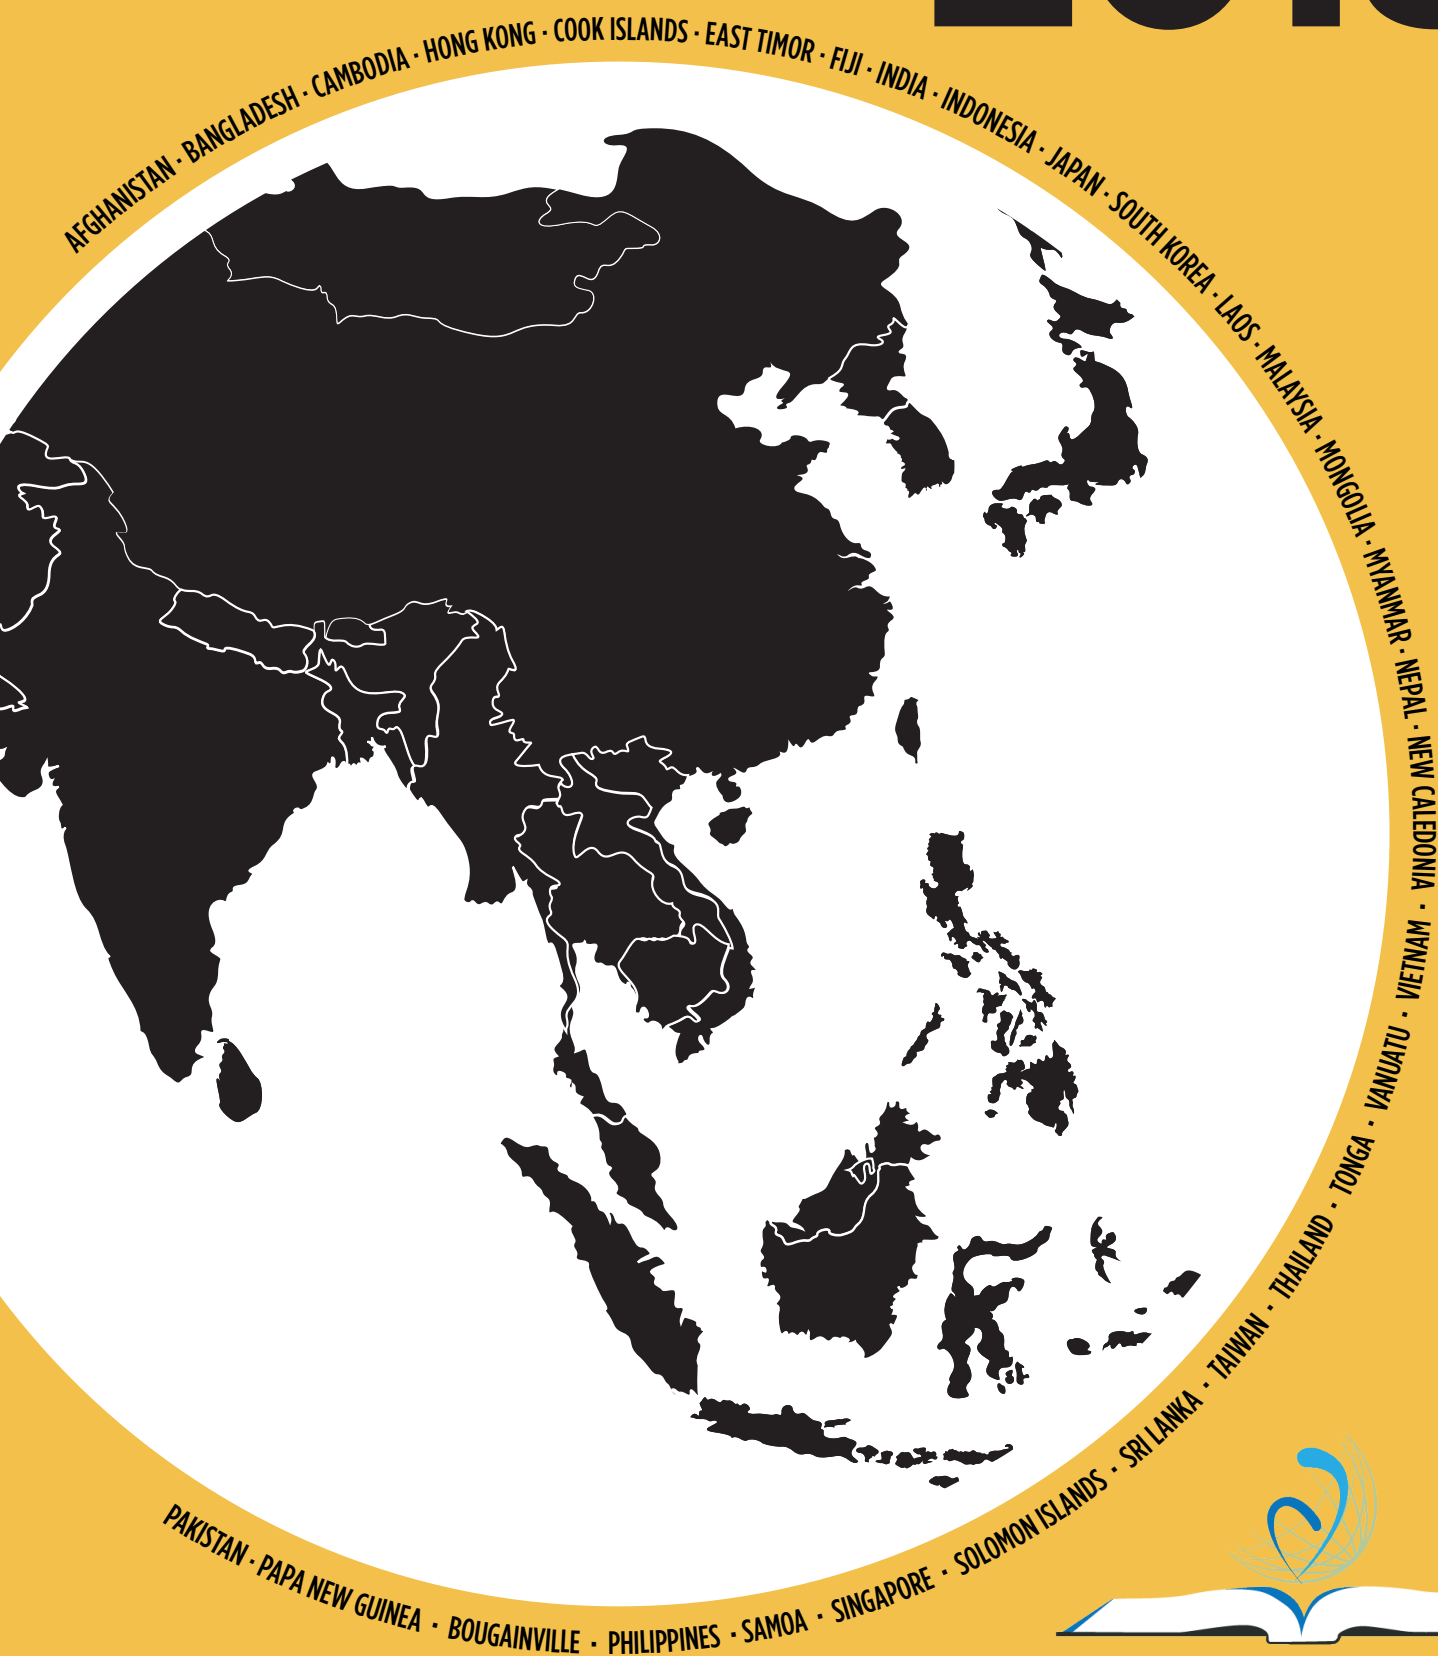 AFGHANISTAN · BANGLADESH · CAMBODIA · HONG KONG · COOK ISLANDS · EAST TIMOR · FIJI · INDIA · INDONESIA · JAPAN · SOUTH KOREA · LAOS · MALAYSIA · MONGOLIA · MYANMAR · NEPAL · NEW CALEDONIA · VIETNAM · VANUATU · TONGA · THAILAND · TAIWAN · SRI LANKA · SOLOMON ISLANDS · SINGAPORE · SAMOA · PHILIPPINES · BOUGAINVILLE · PAPA NEW GUINEA · PAKISTAN